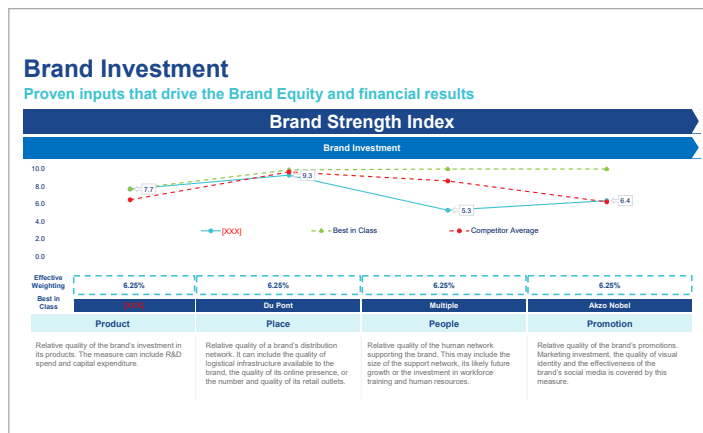 Brand Investment
Proven inputs that drive the Brand Equity and financial results
Brand Strength Index
Brand Investment
10.0
8.0
6.0
4.0
2.0
0.0
7.7
9.3
5.3
6.4
[XXX]
Best in Class
Competitor Average
Effective
Weighting
6.25%
6.25%
6.25%
6.25%
Best in
Class
[XXX]
Du Pont
Multiple
Akzo Nobel
Product
Place
People
Promotion
Relative quality of the brand's investment in
its products. The measure can include R&D
spend and capital expenditure.
Relative quality of a brand's distribution
network. It can include the quality of
logistical infrastructure available to the
brand, the quality of its online presence, or
the number and quality of its retail outlets.
Relative quality of the human network
supporting the brand. This may include the
size of the support network, its likely future
growth or the investment in workforce
training and human resources.
Relative quality of the brand's promotions.
Marketing investment, the quality of visual
identity and the effectiveness of the
brand's social media is covered by this
measure.